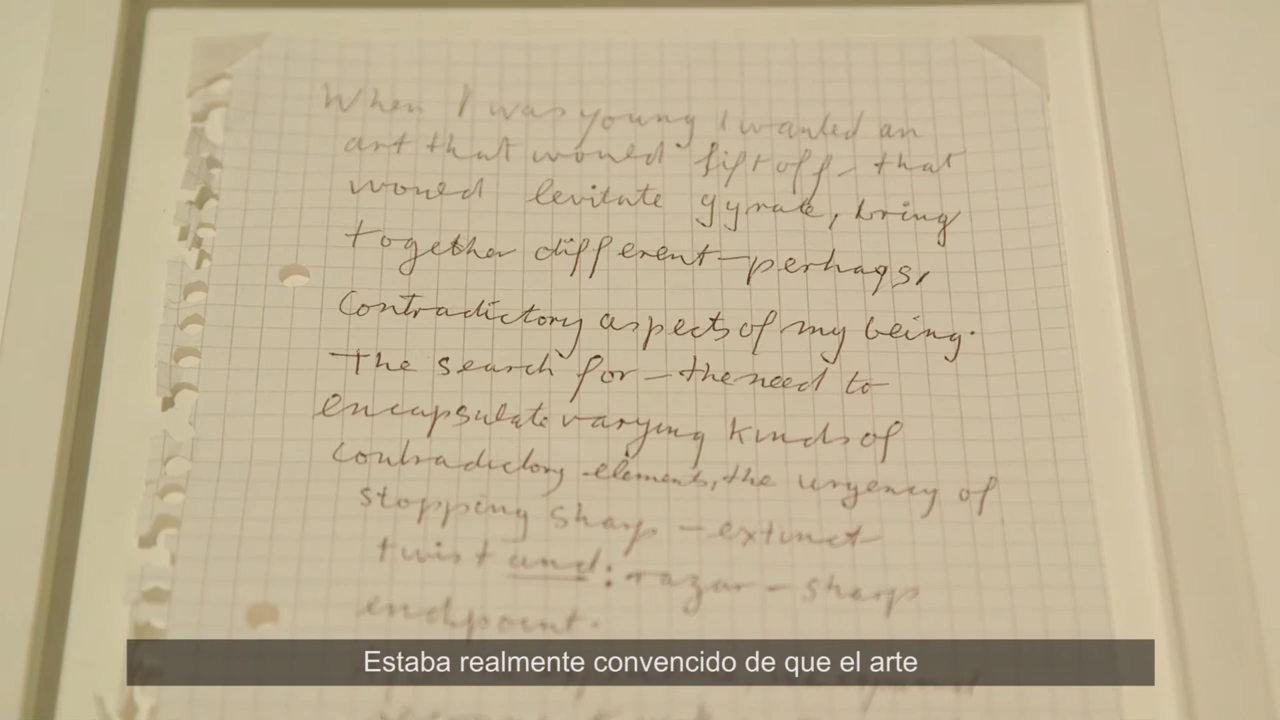 When I was young I wanted an
art that would lift off – that
would levitate gyrate, bring
together different – perhaps,
Contradictory aspects of my being.
The search for – the need to
encapsulate varying kinds of
Contradictory elements, the urgency of
stopping sharp – extinct
twist and: razar – sharp
endpoint.
Estaba realmente convencido de que el arte